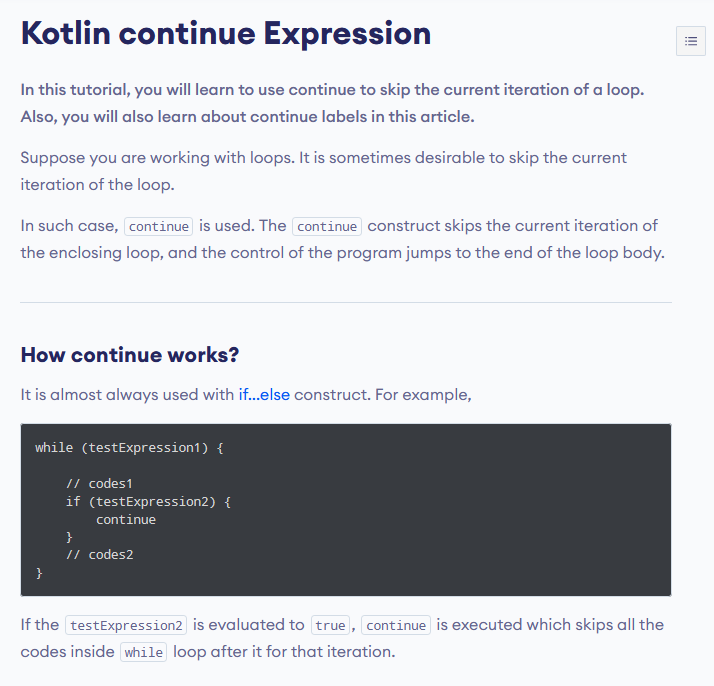 Kotlin continue Expression
In this tutorial, you will learn to use continue to skip the current iteration of a loop.
Also, you will also learn about continue labels in this article.
Suppose you are working with loops. It is sometimes desirable to skip the current
iteration of the loop.
In such case, continue is used. The continue construct skips the current iteration of
the enclosing loop, and the control of the program jumps to the end of the loop body.
How continue works?
It is almost always used with if...else construct. For example,
while (testExpression1) {
    // codes1
    if (testExpression2) {
        continue
    }
    // codes2
}
If the testExpression2 is evaluated to true, continue is executed which skips all the
codes inside while loop after it for that iteration.